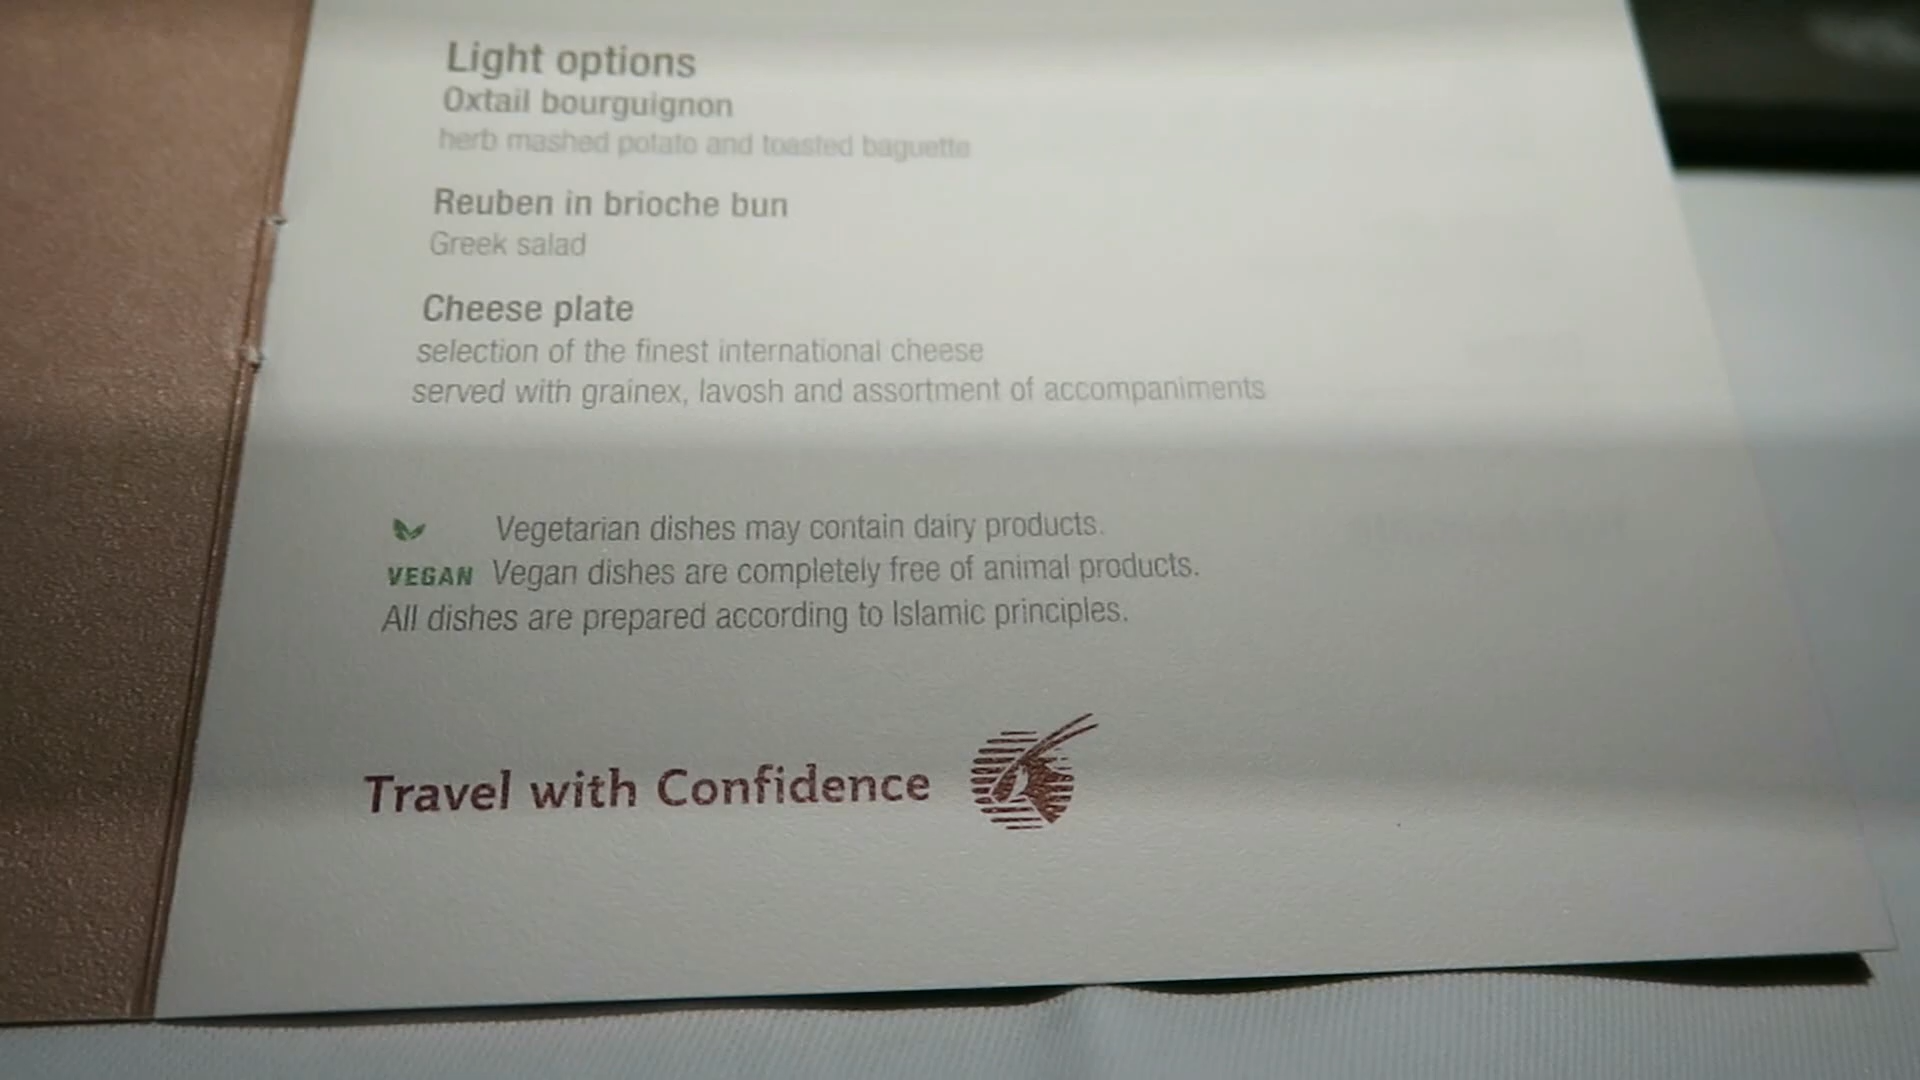 Light options
Oxtail bourguignon
herb mashed potato and toasted baguette
Reuben in brioche bun
Greek salad
Cheese plate
selection of the finest international cheese
served with grainex, lavosh and assortment of accompaniments
Vegetarian dishes may contain dairy products.
VEGAN Vegan dishes are completely free of animal products.
All dishes are prepared according to Islamic principles.
Travel with Confidence